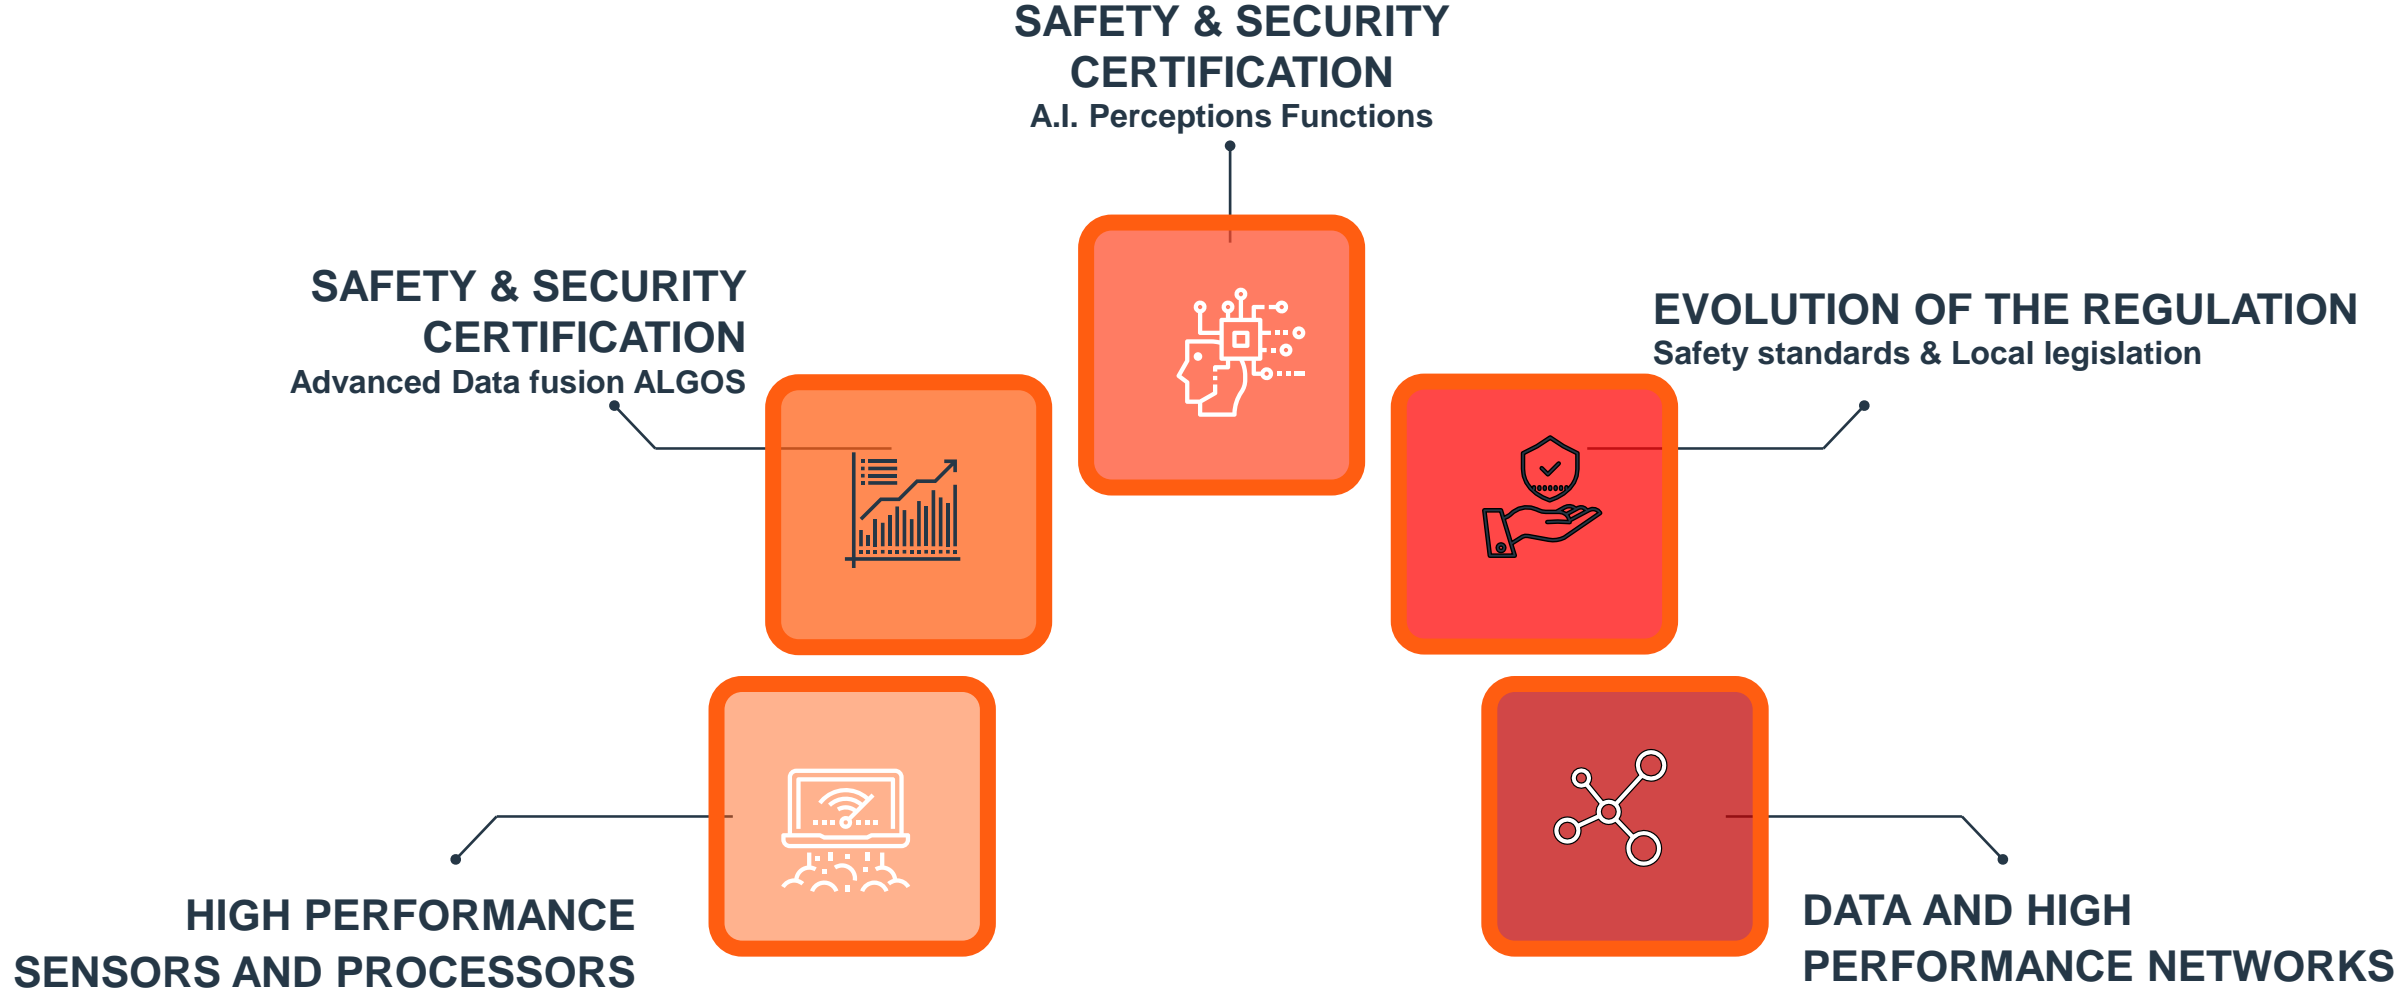 SAFETY & SECURITY
CERTIFICATION
A.I. Perceptions Functions
SAFETY & SECURITY
CERTIFICATION
Advanced Data fusion ALGOS
EVOLUTION OF THE REGULATION
Safety standards & Local legislation
HIGH PERFORMANCE
SENSORS AND PROCESSORS
DATA AND HIGH
PERFORMANCE NETWORKS